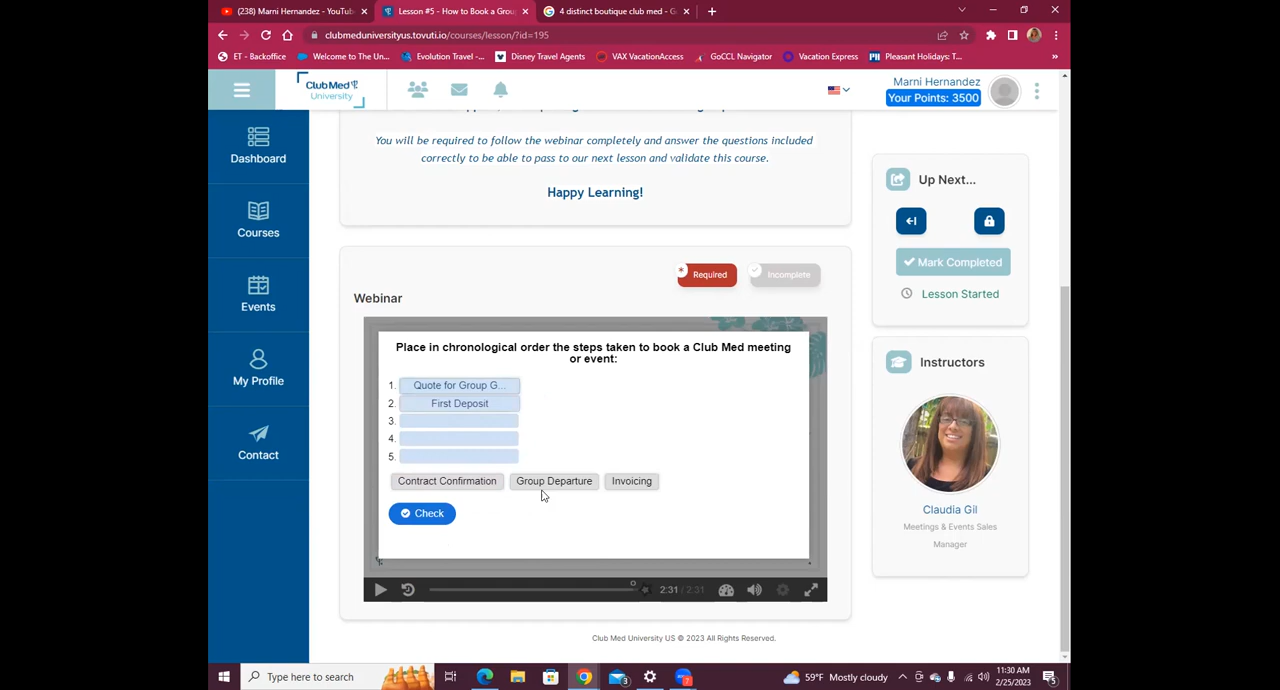 (238) Marni Hernandez - YouTub
Lesson #5 - How to Book a Grou
4 distinct boutique club med - G
clubmeduniversityus.tovuti.io/courses/lesson/?id=195
ET - Backoffice
Welcome to The Un...
Evolution Travel -...
Disney Travel Agents
VAX VacationAccess
GoCCL Navigator
Vacation Express
Pleasant Holidays: T...
»
Club Med
University
Marni Hernandez
Your Points: 3500
Dashboard
Courses
Events
My Profile
Contact
You will be required to follow the webinar completely and answer the questions included
correctly to be able to pass to our next lesson and validate this course.
Happy Learning!
* Required
Incomplete
Webinar
Place in chronological order the steps taken to book a Club Med meeting
or event:
1. Quote for Group G...
2. First Deposit
3.
4.
5.
Contract Confirmation
Group Departure
Invoicing
Check
2:31 / 2:31
Up Next...
Mark Completed
Lesson Started
Instructors
Claudia Gil
Meetings & Events Sales
Manager
Club Med University US © 2023 All Rights Reserved.
Type here to search
3
7
59°F Mostly cloudy
11:30 AM
2/25/2023
5